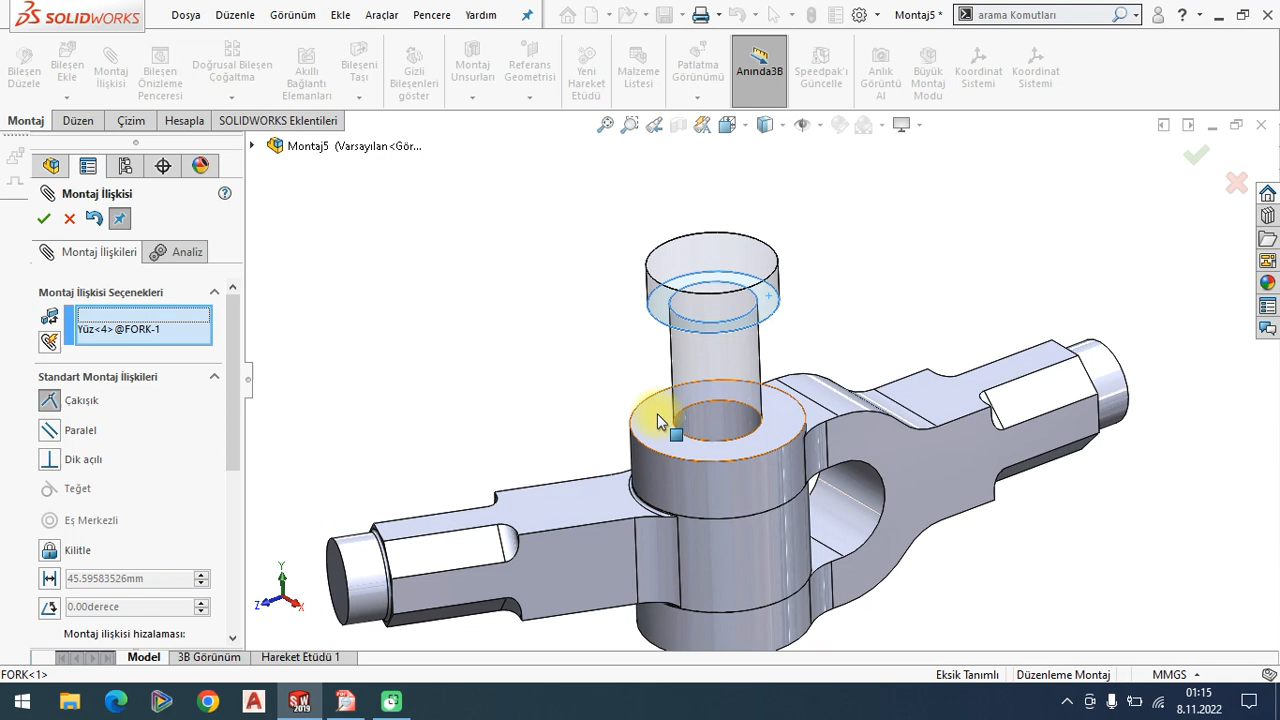 SOLIDWORKS
Dosya Düzenle Görünüm Ekle Araçlar Pencere Yardım
Montaj5 *
arama Komutları
Bileşen Düzele
Bileşen Ekle
Montaj İlişkisi
Bileşen Önizleme Penceresi
Doğrusal Bileşen Çoğaltma
Akıllı Bağlantı Elemanları
Bileşeni Taşı
Gizli Bileşenleri göster
Montaj Unsurları
Referans Geometrisi
Yeni Hareket Etüdü
Malzeme Listesi
Patlatma Görünümü
Anında3B
Speedpak'ı Güncelle
Anlık Görüntü Al
Büyük Montaj Modu
Koordinat Sistemi
Koordinat Sistemi
Montaj Düzen Çizim Hesapla SOLIDWORKS Eklentileri
Montaj5 (Varsayılan<Gör...
Montaj İlişkisi
Montaj İlişkileri Analiz
Montaj İlişkisi Seçenekleri
Yüz<4>@FORK-1
Standart Montaj İlişkileri
Çakışık
Paralel
Dik açılı
Teğet
Eş Merkezli
Kilitle
45.59583526mm
0.00derece
Montaj ilişkisi hizalaması:
Y
Z
X
Model 3B Görünüm Hareket Etüdü 1
FORK<1>
Eksik Tanımlı Düzenleme Montaj MMGS
SW 2019
01:15
8.11.2022